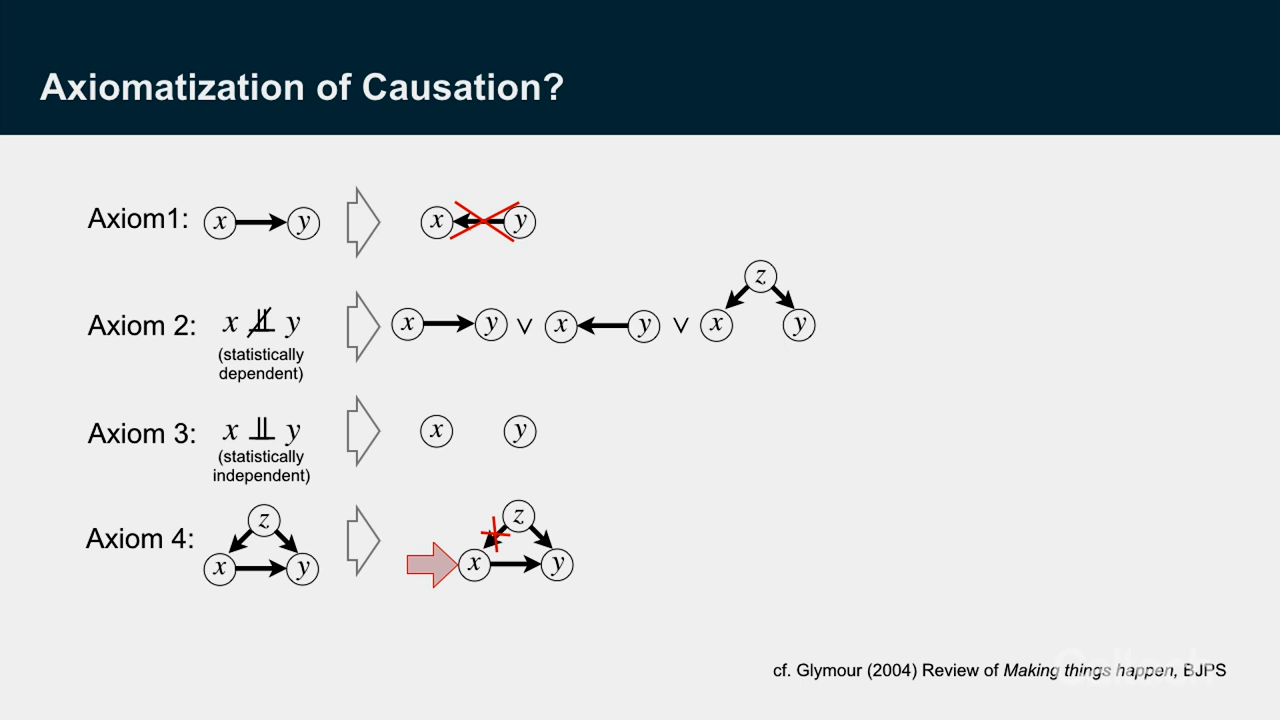 Axiomatization of Causation?
Axiom1: x y x y
z
Axiom 2: x ⫫̸ y x y ∨ x y ∨ x y
(statistically
dependent)
Axiom 3: x ⫫ y x y
(statistically
independent)
z z
Axiom 4:
x y x y
cf. Glymour (2004) Review of Making things happen, BJPS